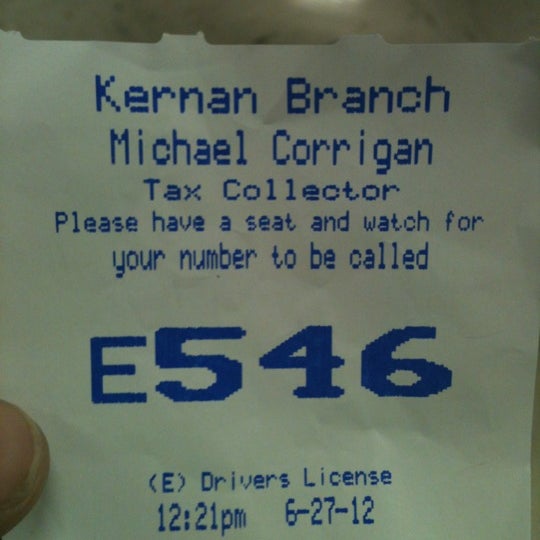 Kernan Branch
Michael Corrigan
Tax Collector
Please have a seat and watch for
your number to be called
E546
(E) Drivers License
12:21pm 6-27-12